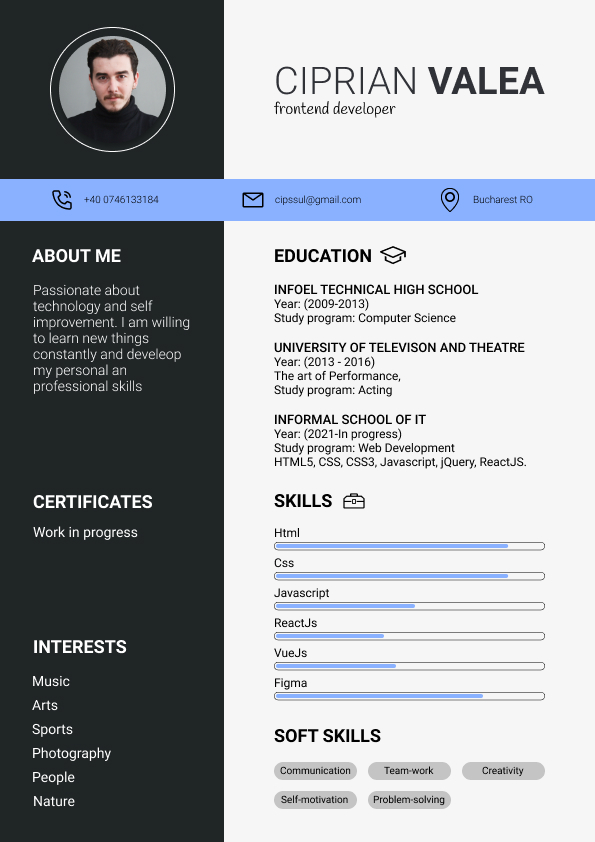 CIPRIAN VALEA
frontend developer
+40 0746133184
cipssul@gmail.com
Bucharest RO
ABOUT ME
Passionate about
technology and self
improvement. I am willing
to learn new things
constantly and develeop
my personal an
professional skills
CERTIFICATES
Work in progress
INTERESTS
Music
Arts
Sports
Photography
People
Nature
EDUCATION
INFOEL TECHNICAL HIGH SCHOOL
Year: (2009-2013)
Study program: Computer Science
UNIVERSITY OF TELEVISON AND THEATRE
Year: (2013 - 2016)
The art of Performance,
Study program: Acting
INFORMAL SCHOOL OF IT
Year: (2021-In progress)
Study program: Web Development
HTML5, CSS, CSS3, Javascript, jQuery, ReactJS.
SKILLS
Html
Css
Javascript
ReactJs
VueJs
Figma
SOFT SKILLS
Communication
Team-work
Creativity
Self-motivation
Problem-solving